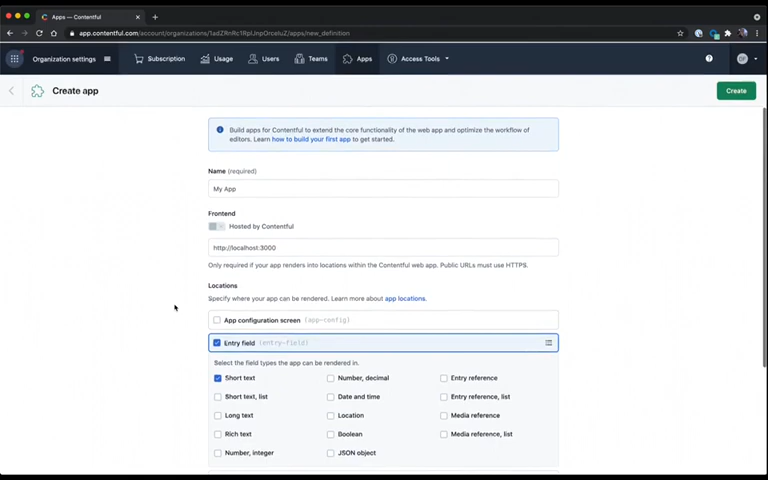 Apps — Contentful
app.contentful.com/account/organizations/1adZRnRc1RpIJnpOrceluZ/apps/new_definition
Organization settings
Subscription
Usage
Users
Teams
Apps
Access Tools
DF
Create app
Create
Build apps for Contentful to extend the core functionality of the web app and optimize the workflow of
editors. Learn how to build your first app to get started.
Name (required)
My App
Frontend
Hosted by Contentful
http://localhost:3000
Only required if your app renders into locations within the Contentful web app. Public URLs must use HTTPS.
Locations
Specify where your app can be rendered. Learn more about app locations.
App configuration screen (app-config)
Entry field (entry-field)
Select the field types the app can be rendered in.
Short text
Number, decimal
Entry reference
Short text, list
Date and time
Entry reference, list
Long text
Location
Media reference
Rich text
Boolean
Media reference, list
Number, integer
JSON object